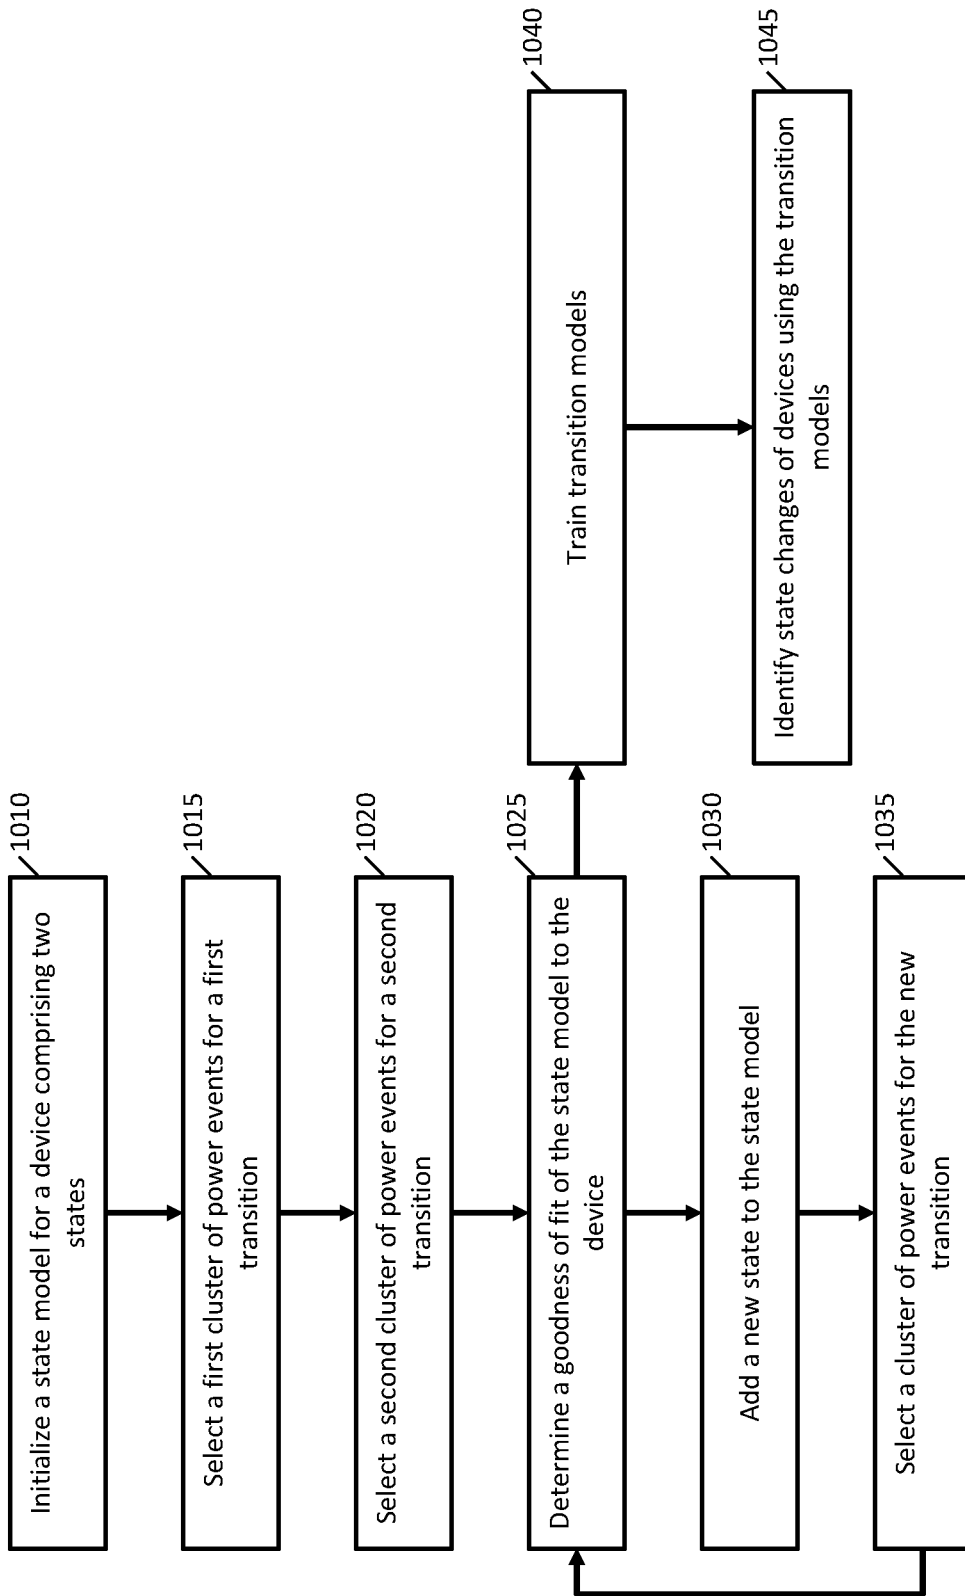 1010
Initialize a state model for a device comprising two
states
1015
Select a first cluster of power events for a first
transition
1020
Select a second cluster of power events for a second
transition
1025
Determine a goodness of fit of the state model to the
device
1030
Add a new state to the state model
1035
Select a cluster of power events for the new
transition
1040
Train transition models
1045
Identify state changes of devices using the transition
models